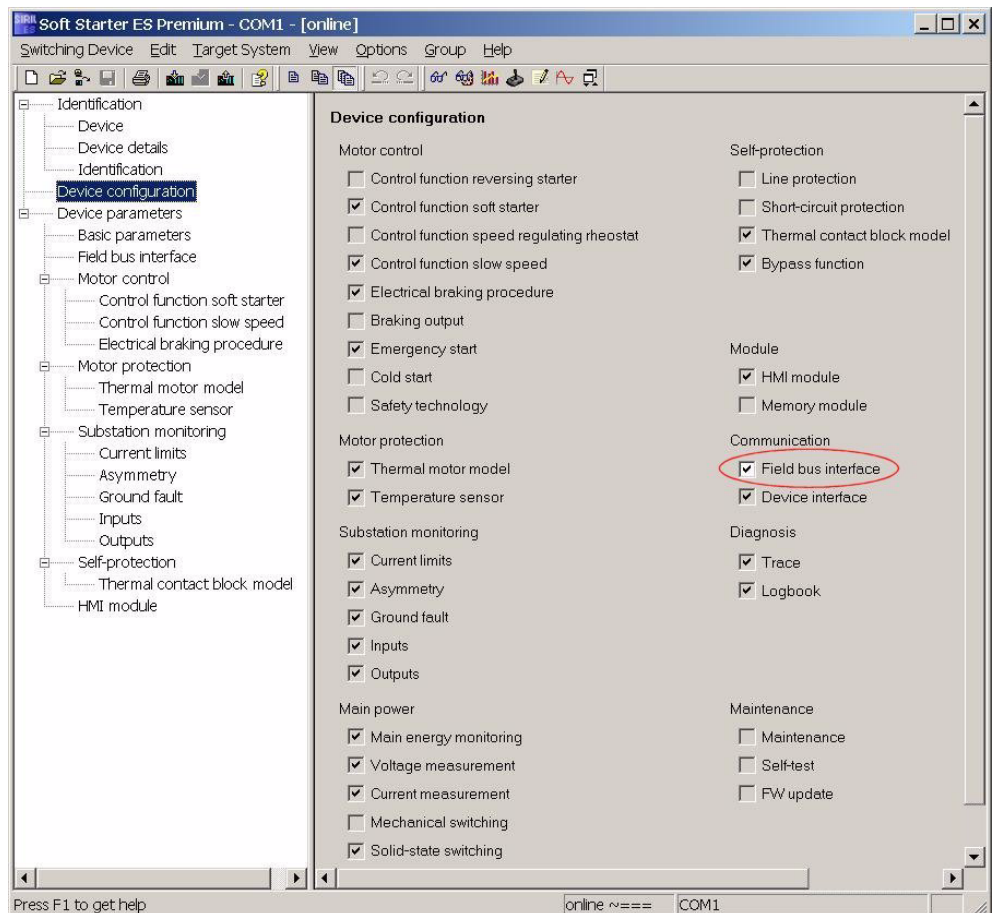 Soft Starter ES Premium - COM1 - [online]
Switching Device Edit Target System View Options Group Help
Identification
Device
Device details
Identification
Device configuration
Device parameters
Basic parameters
Field bus interface
Motor control
Control function soft starter
Control function slow speed
Electrical braking procedure
Motor protection
Thermal motor model
Temperature sensor
Substation monitoring
Current limits
Asymmetry
Ground fault
Inputs
Outputs
Self-protection
Thermal contact block model
HMI module
Device configuration
Motor control
Control function reversing starter
Control function soft starter
Control function speed regulating rheostat
Control function slow speed
Electrical braking procedure
Braking output
Emergency start
Cold start
Safety technology
Motor protection
Thermal motor model
Temperature sensor
Substation monitoring
Current limits
Asymmetry
Ground fault
Inputs
Outputs
Main power
Main energy monitoring
Voltage measurement
Current measurement
Mechanical switching
Solid-state switching
Self-protection
Line protection
Short-circuit protection
Thermal contact block model
Bypass function
Module
HMI module
Memory module
Communication
Field bus interface
Device interface
Diagnosis
Trace
Logbook
Maintenance
Maintenance
Self-test
FW update
Press F1 to get help
online ~===
COM1